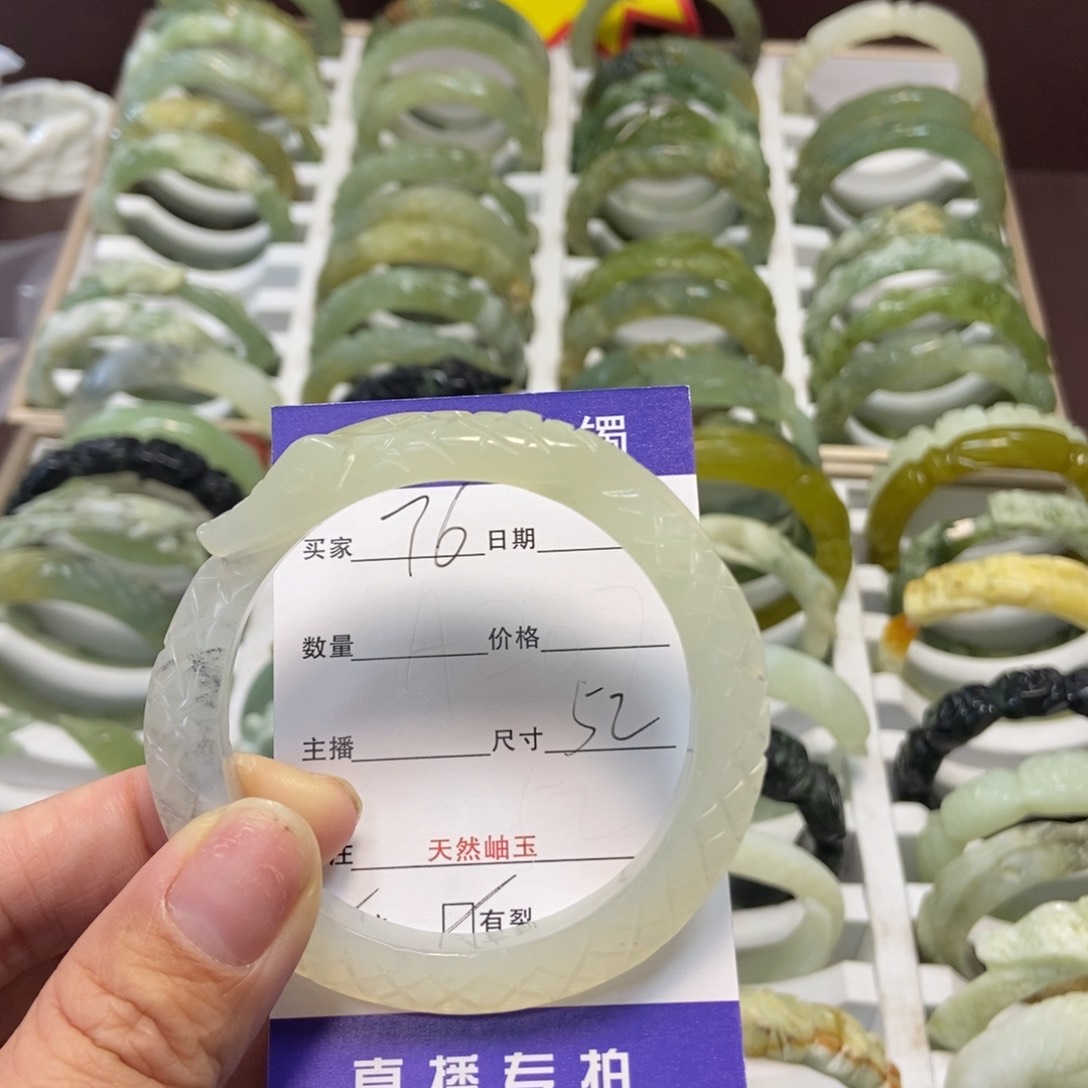 镯
买家 76 日期
数量 价格
主播 尺寸 52
注 天然岫玉
有裂
直播专拍